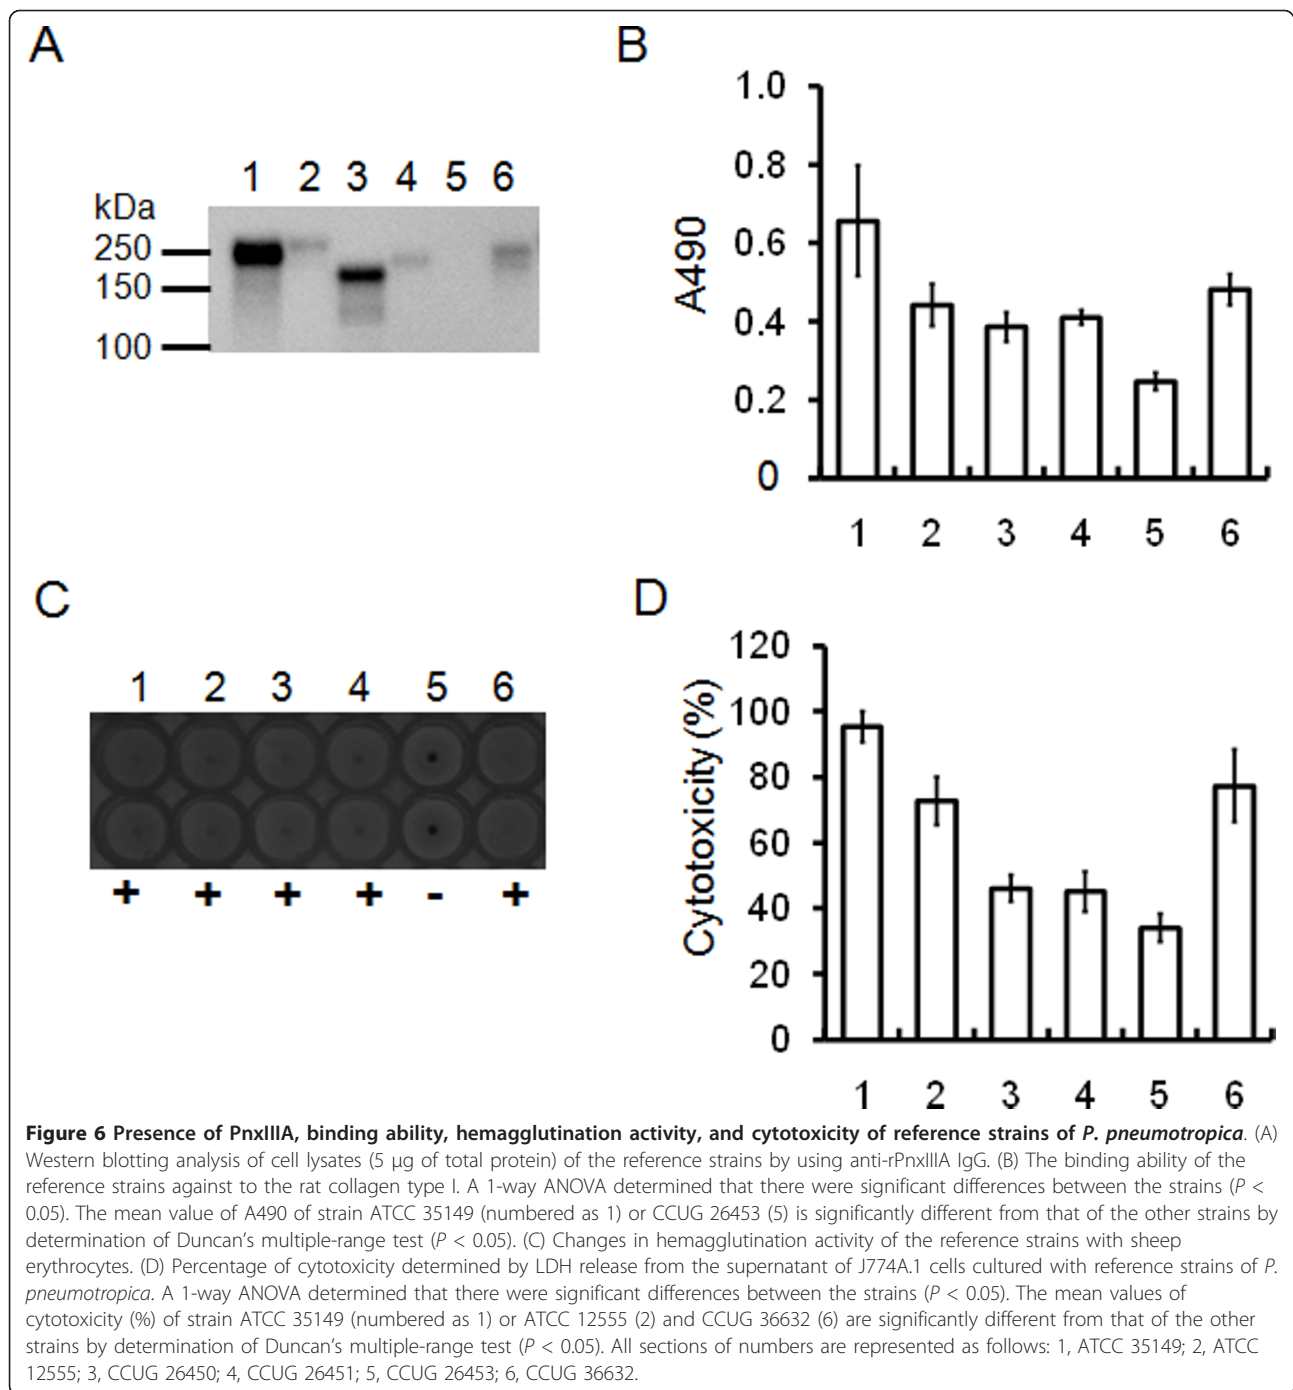 A
1 2 3 4 5 6
kDa
250
150
100
B
1.0
0.8
0.6
0.4
0.2
0
A490
1 2 3 4 5 6
C
1 2 3 4 5 6
+ + + + - +
D
120
100
80
60
40
20
0
Cytotoxicity (%)
1 2 3 4 5 6
Figure 6 Presence of PnxIIIA, binding ability, hemagglutination activity, and cytotoxicity of reference strains of P. pneumotropica. (A)
Western blotting analysis of cell lysates (5 μg of total protein) of the reference strains by using anti-rPnxIIIA IgG. (B) The binding ability of the
reference strains against to the rat collagen type I. A 1-way ANOVA determined that there were significant differences between the strains (P <
0.05). The mean value of A490 of strain ATCC 35149 (numbered as 1) or CCUG 26453 (5) is significantly different from that of the other strains by
determination of Duncan's multiple-range test (P < 0.05). (C) Changes in hemagglutination activity of the reference strains with sheep
erythrocytes. (D) Percentage of cytotoxicity determined by LDH release from the supernatant of J774A.1 cells cultured with reference strains of P.
pneumotropica. A 1-way ANOVA determined that there were significant differences between the strains (P < 0.05). The mean values of
cytotoxicity (%) of strain ATCC 35149 (numbered as 1) or ATCC 12555 (2) and CCUG 36632 (6) are significantly different from that of the other
strains by determination of Duncan's multiple-range test (P < 0.05). All sections of numbers are represented as follows: 1, ATCC 35149; 2, ATCC
12555; 3, CCUG 26450; 4, CCUG 26451; 5, CCUG 26453; 6, CCUG 36632.